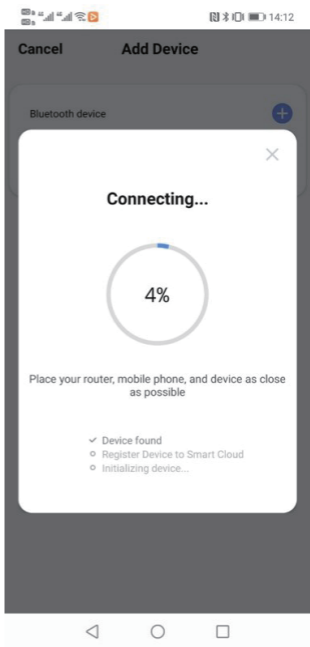 14:12
Cancel Add Device
Bluetooth device
Connecting...
4%
Place your router, mobile phone, and device as close
as possible
Device found
Register Device to Smart Cloud
Initializing device...